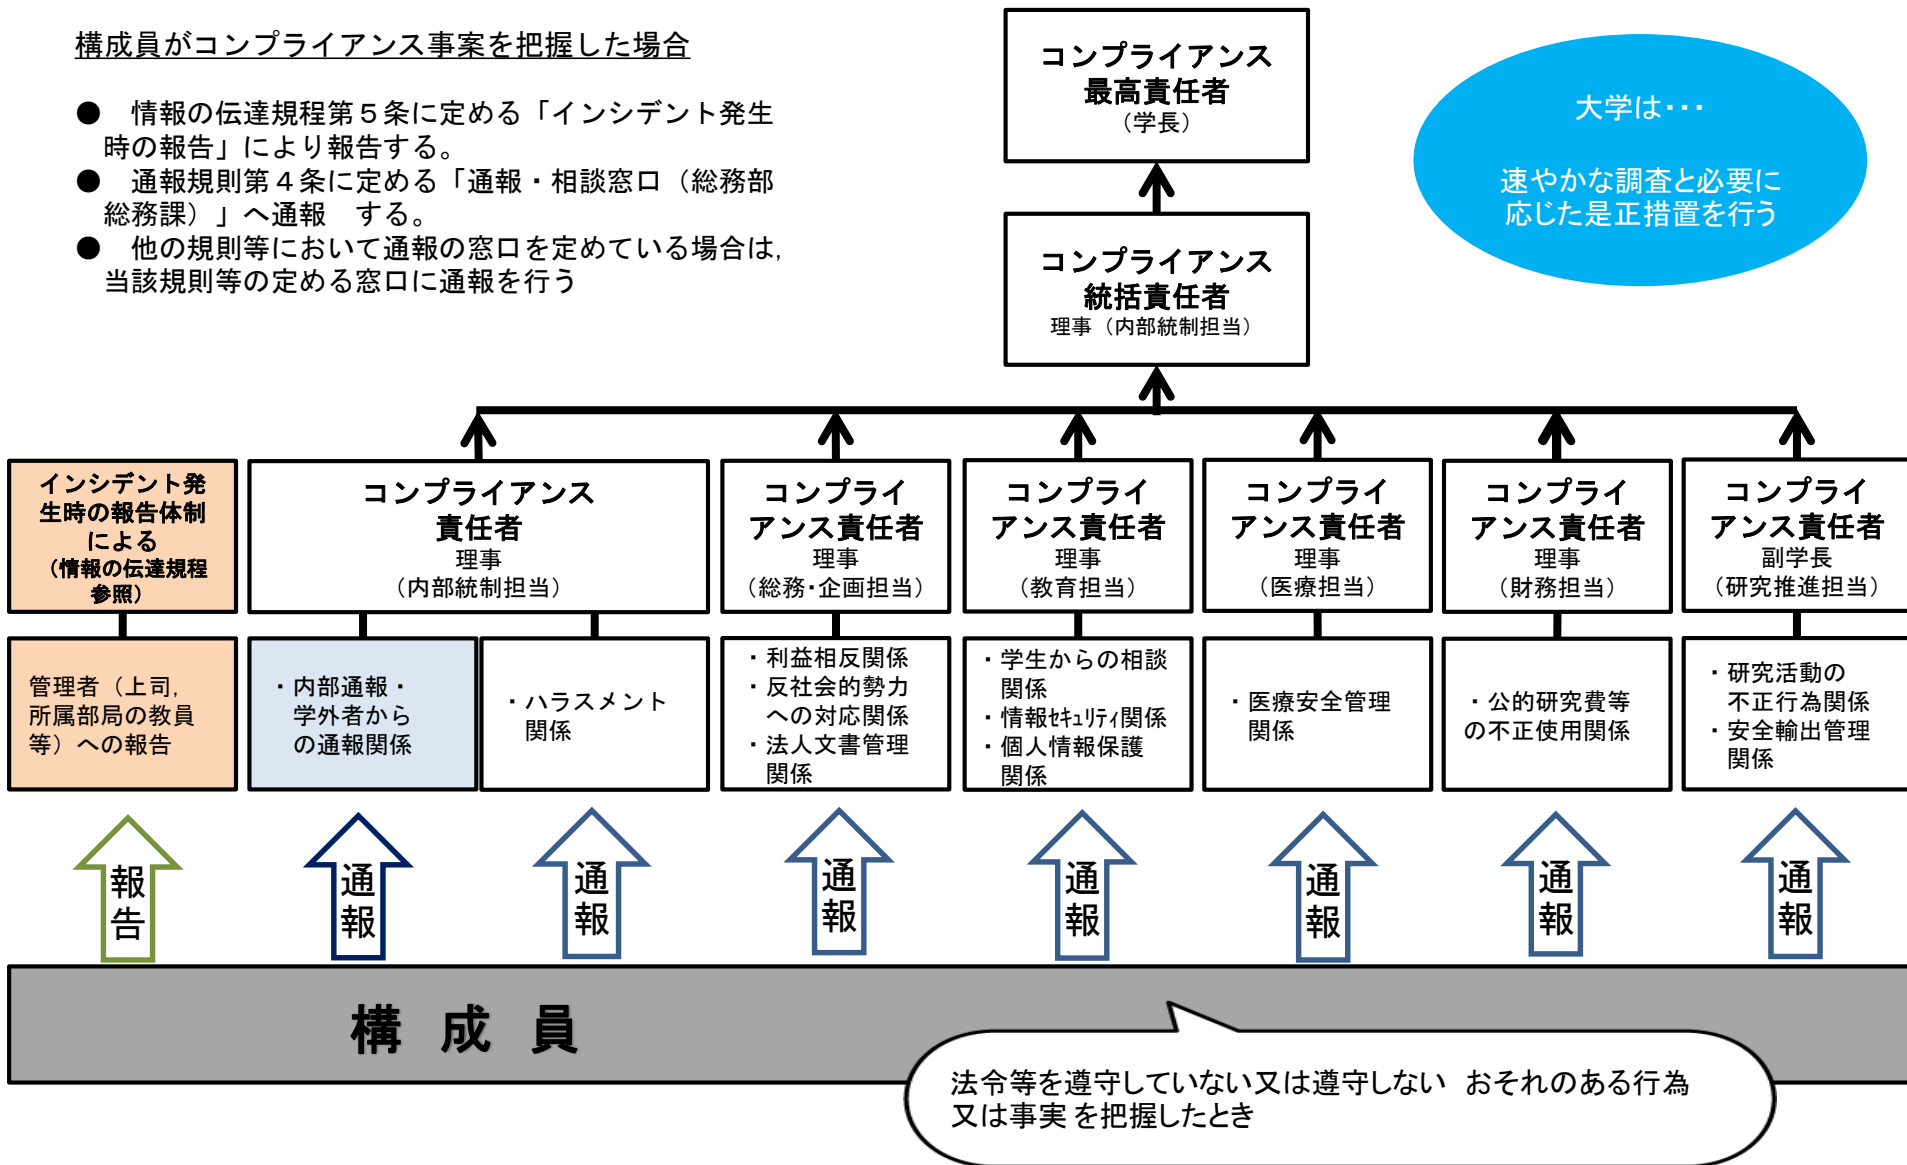 構成員がコンプライアンス事案を把握した場合
● 情報の伝達規程第５条に定める「インシデント発生
時の報告」により報告する。
● 通報規則第４条に定める「通報・相談窓口（総務部
総務課）」へ通報　する。
● 他の規則等において通報の窓口を定めている場合は,
当該規則等の定める窓口に通報を行う
コンプライアンス
最高責任者
（学長）
大学は・・・
速やかな調査と必要に
応じた是正措置を行う
コンプライアンス
統括責任者
理事（内部統制担当）
インシデント発
生時の報告体制
による
（情報の伝達規程
参照）
コンプライアンス
責任者
理事
（内部統制担当）
コンプライ
アンス責任者
理事
（総務・企画担当）
コンプライ
アンス責任者
理事
（教育担当）
コンプライ
アンス責任者
理事
（医療担当）
コンプライ
アンス責任者
理事
（財務担当）
コンプライ
アンス責任者
副学長
（研究推進担当）
管理者（上司,
所属部局の教員
等）への報告
・内部通報・
学外者から
の通報関係
・ハラスメント
関係
・利益相反関係
・反社会的勢力
への対応関係
・法人文書管理
関係
・学生からの相談
関係
・情報ｾｷｭﾘﾃｨ関係
・個人情報保護
関係
・医療安全管理
関係
・公的研究費等
の不正使用関係
・研究活動の
不正行為関係
・安全輸出管理
関係
報告
通報
通報
通報
通報
通報
通報
通報
構 成 員
法令等を遵守していない又は遵守しない　おそれのある行為
又は事実 を把握したとき